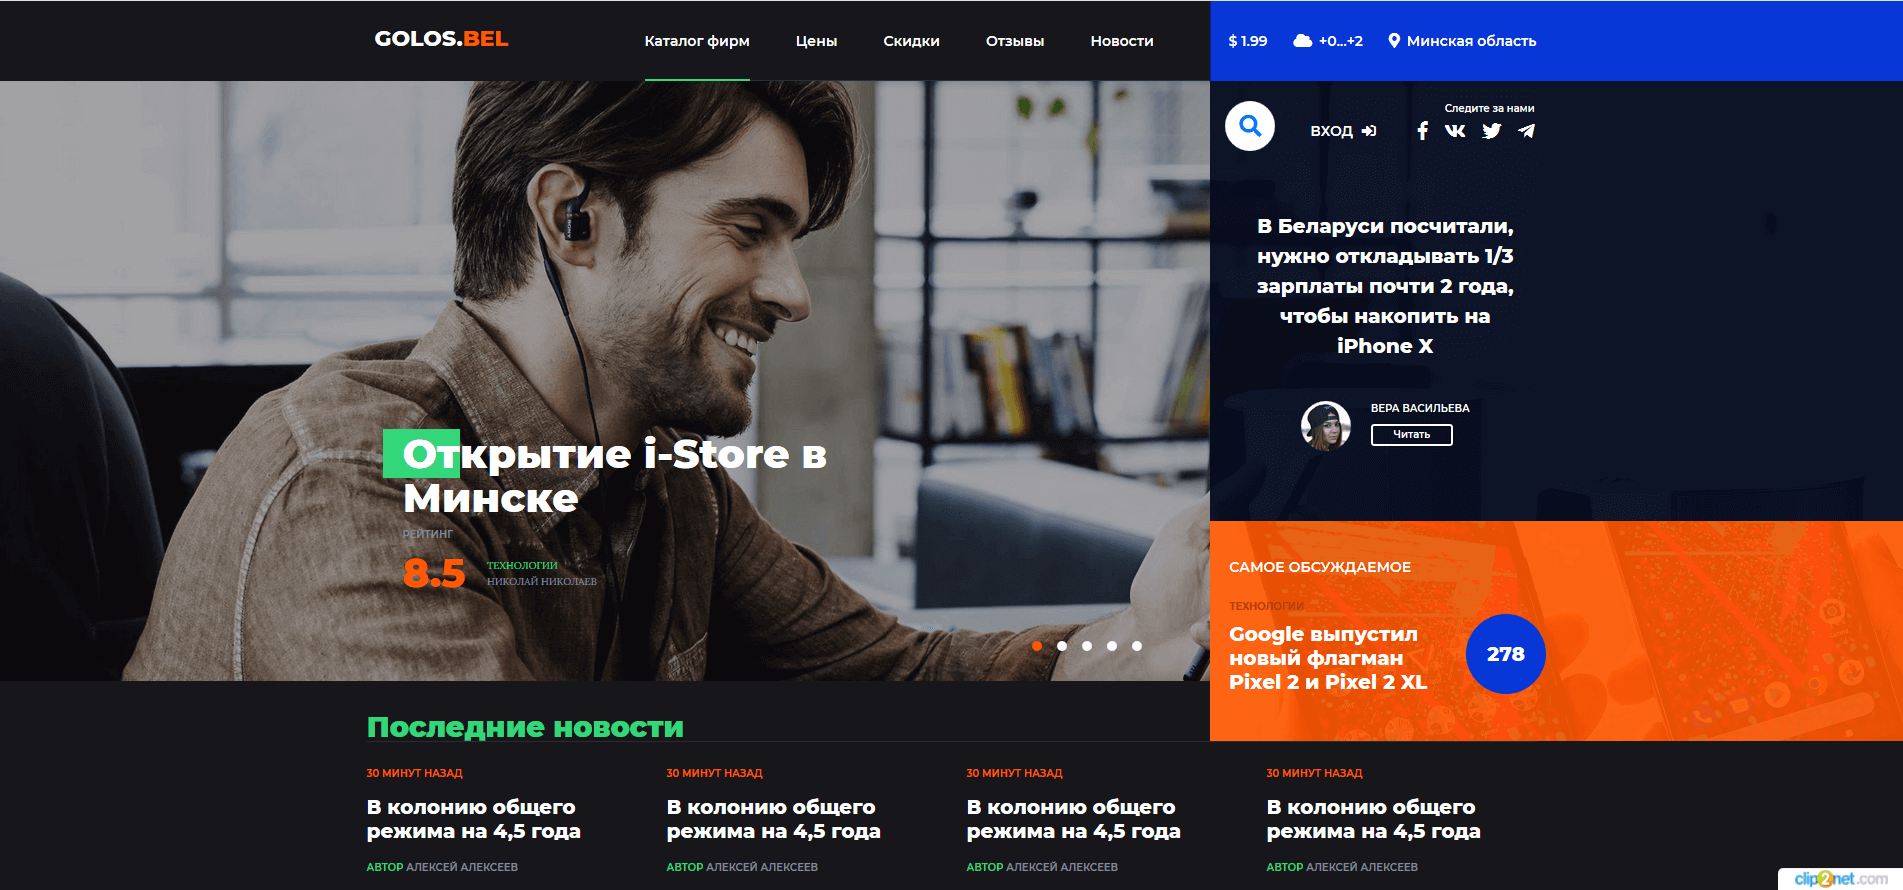 GOLOS.BEL
Каталог фирм
Цены
Скидки
Отзывы
Новости
$ 1.99
+0...+2
Минская область
Следите за нами
ВХОД
В Беларуси посчитали,
нужно откладывать 1/3
зарплаты почти 2 года,
чтобы накопить на
iPhone X
ВЕРА ВАСИЛЬЕВА
Читать
Открытие i-Store в
Минске
РЕЙТИНГ
8.5
ТЕХНОЛОГИИ
НИКОЛАЙ НИКОЛАЕВ
САМОЕ ОБСУЖДАЕМОЕ
ТЕХНОЛОГИИ
Google выпустил
новый флагман
Pixel 2 и Pixel 2 XL
278
Последние новости
30 МИНУТ НАЗАД
В колонию общего
режима на 4,5 года
АВТОР АЛЕКСЕЙ АЛЕКСЕЕВ
30 МИНУТ НАЗАД
В колонию общего
режима на 4,5 года
АВТОР АЛЕКСЕЙ АЛЕКСЕЕВ
30 МИНУТ НАЗАД
В колонию общего
режима на 4,5 года
АВТОР АЛЕКСЕЙ АЛЕКСЕЕВ
30 МИНУТ НАЗАД
В колонию общего
режима на 4,5 года
АВТОР АЛЕКСЕЙ АЛЕКСЕЕВ
clip2net.com